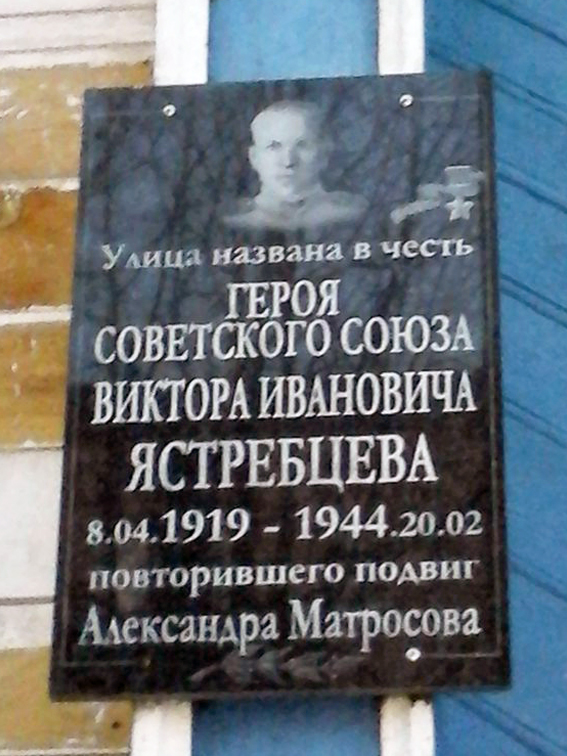 Улица названа в честь
ГЕРОЯ
СОВЕТСКОГО СОЮЗА
ВИКТОРА ИВАНОВИЧА
ЯСТРЕБЦЕВА
8.04.1919 - 1944.20.02
повторившего подвиг
Александра Матросова